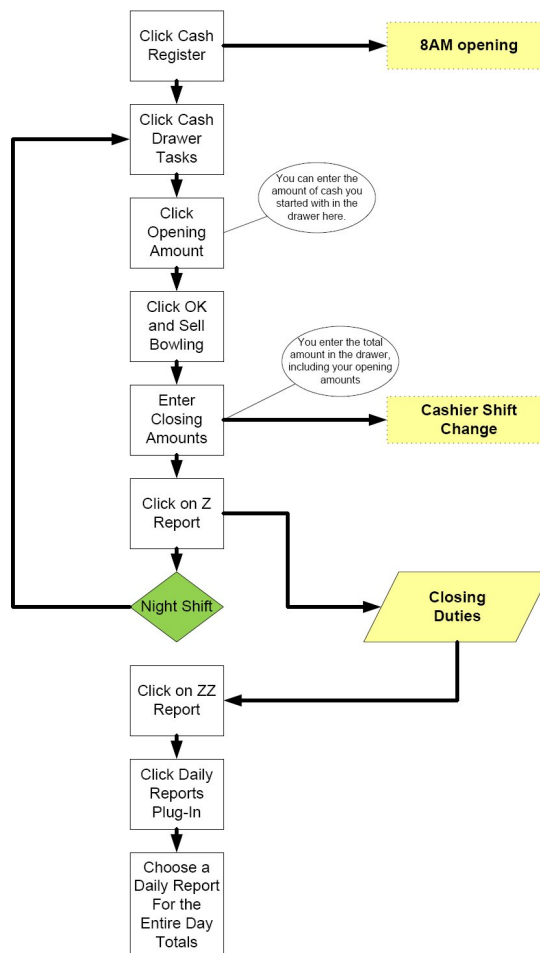 Click Cash
Register
8AM opening
Click Cash
Drawer
Tasks
You can enter the
amount of cash you
started with in the
drawer here.
Click
Opening
Amount
Click OK
and Sell
Bowling
You enter the total
amount in the drawer,
including your opening
amounts
Enter
Closing
Amounts
Cashier Shift
Change
Click on Z
Report
Night Shift
Closing
Duties
Click on ZZ
Report
Click Daily
Reports
Plug-In
Choose a
Daily Report
For the
Entire Day
Totals